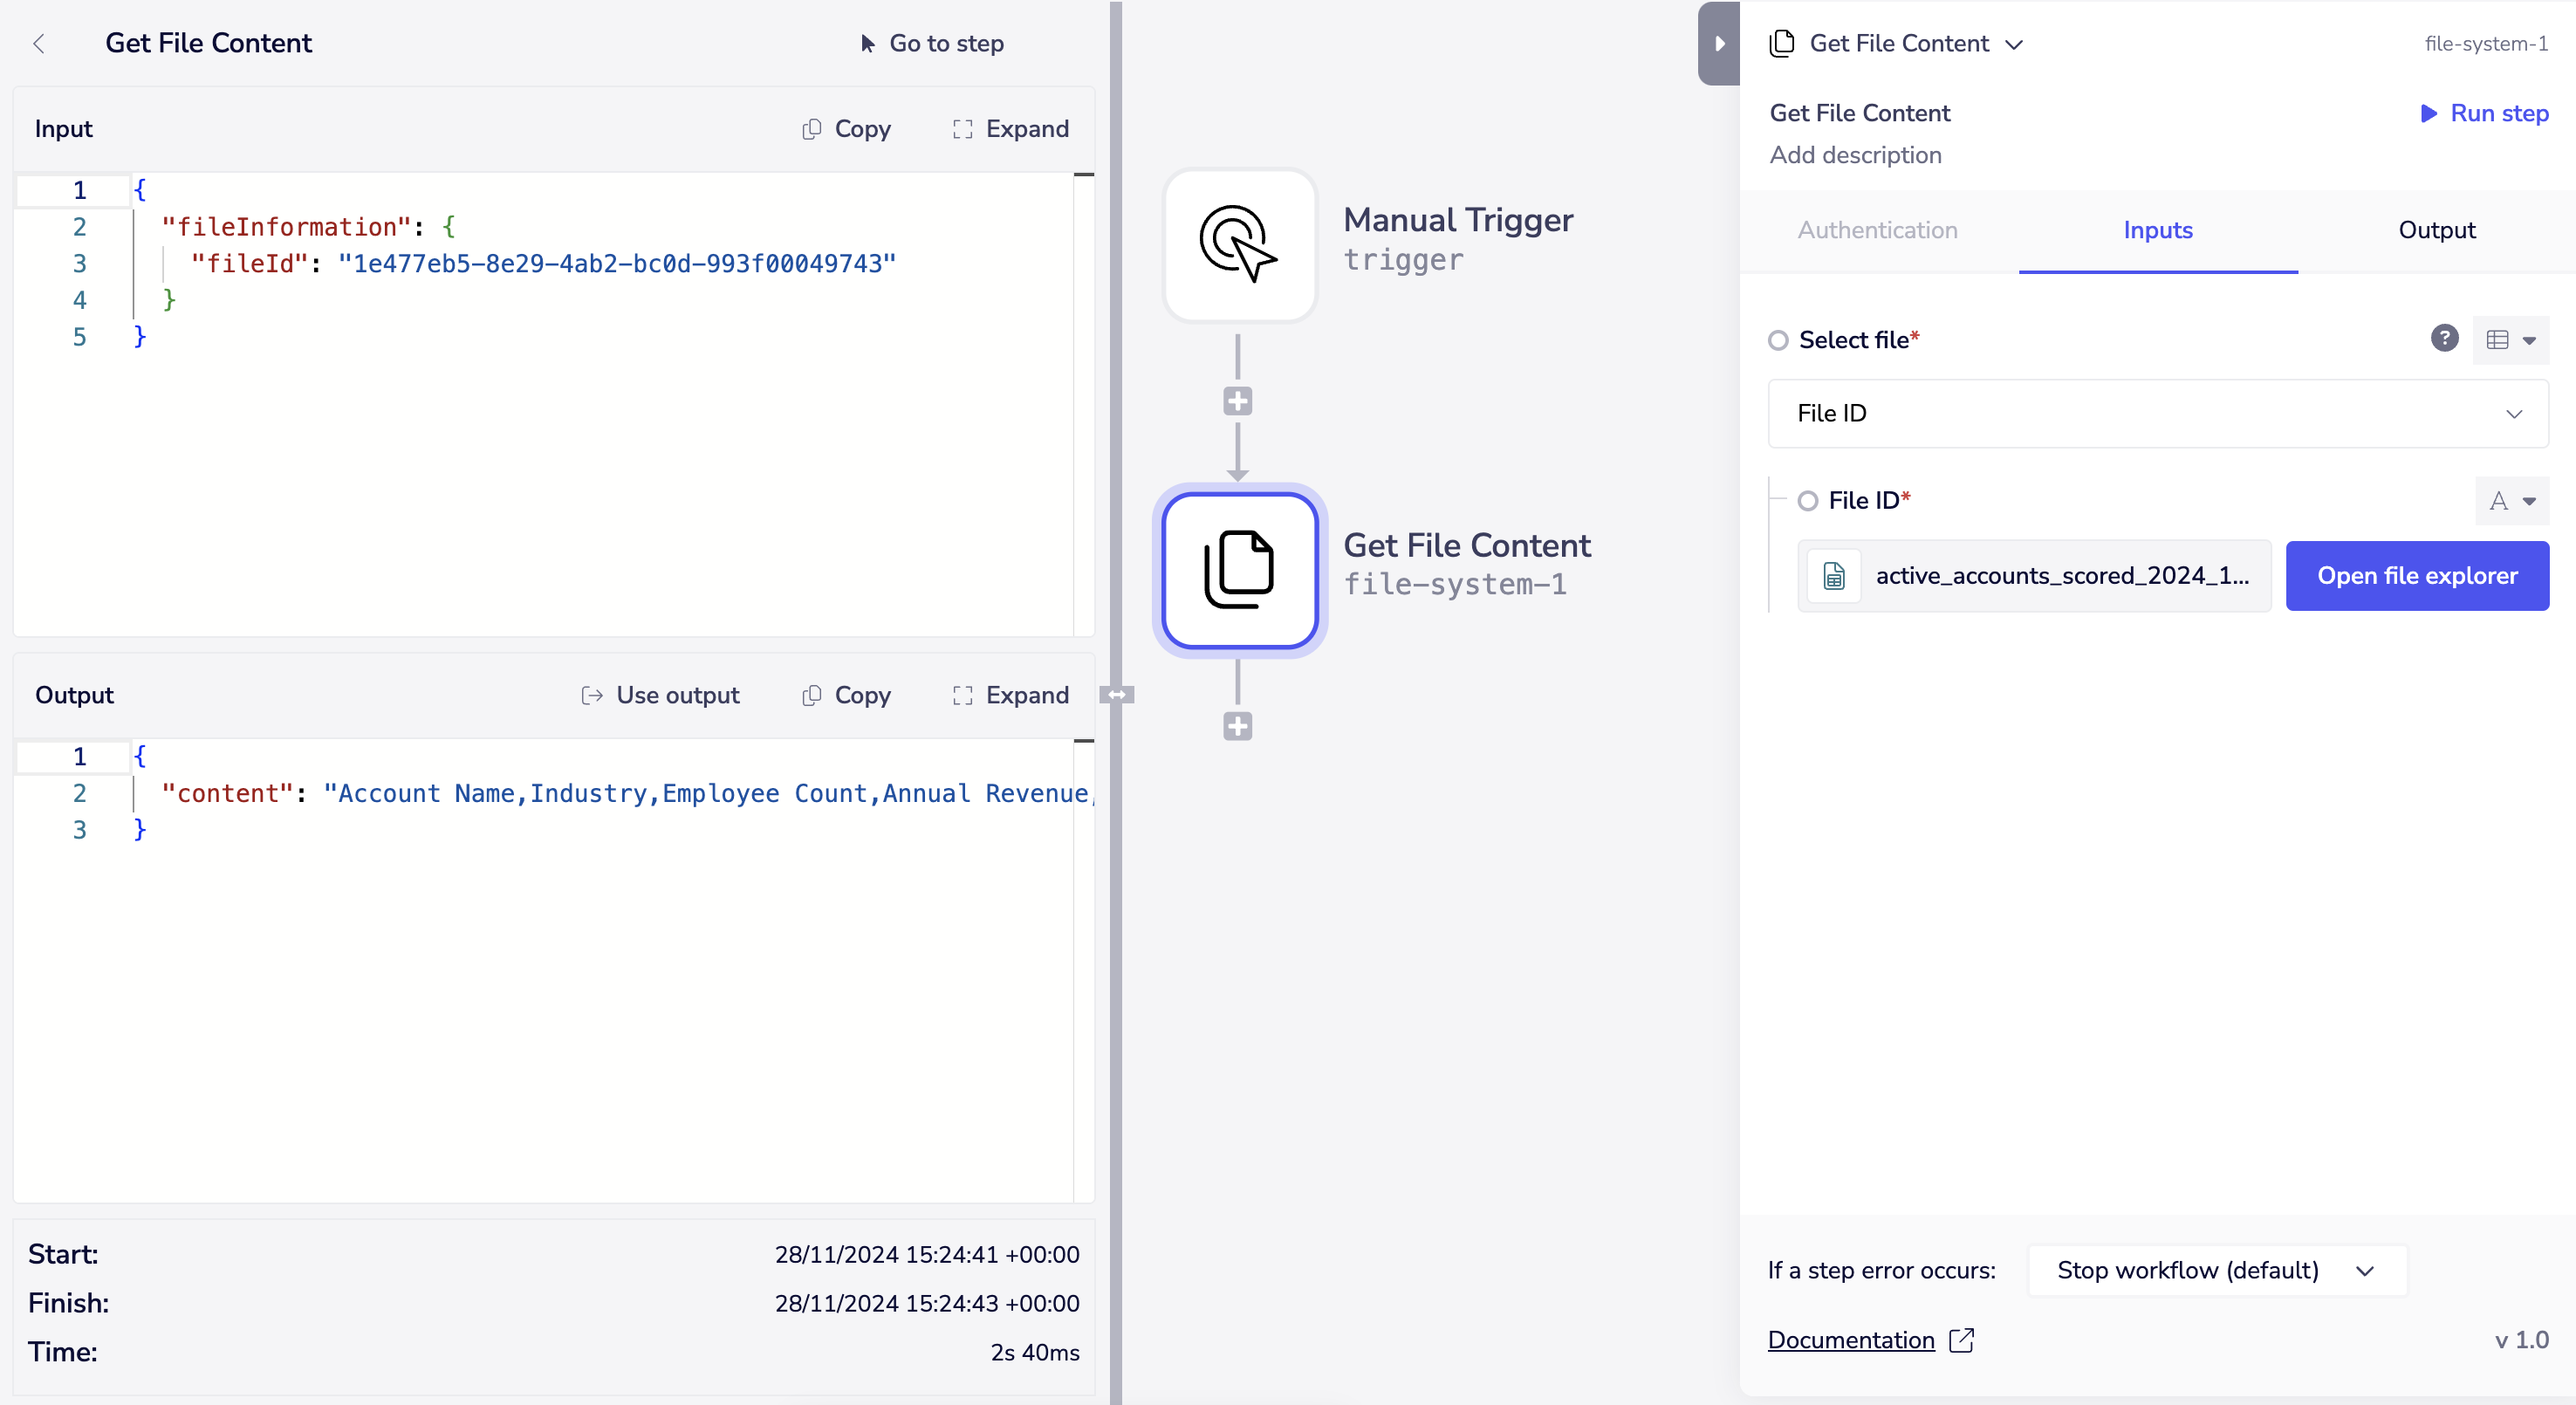 Get File Content
Go to step
Input
Copy
Expand
1 {
2 "fileInformation": {
3 "fileId": "1e477eb5-8e29-4ab2-bc0d-993f00049743"
4 }
5 }
Output
Use output
Copy
Expand
1 {
2 "content": "Account Name,Industry,Employee Count,Annual Revenue,
3 }
Start: 28/11/2024 15:24:41 +00:00
Finish: 28/11/2024 15:24:43 +00:00
Time: 2s 40ms
Manual Trigger
trigger
Get File Content
file-system-1
Get File Content
file-system-1
Get File Content
Run step
Add description
Authentication
Inputs
Output
Select file*
?
File ID
File ID*
A
active_accounts_scored_2024_1...
Open file explorer
If a step error occurs: Stop workflow (default)
Documentation
v 1.0